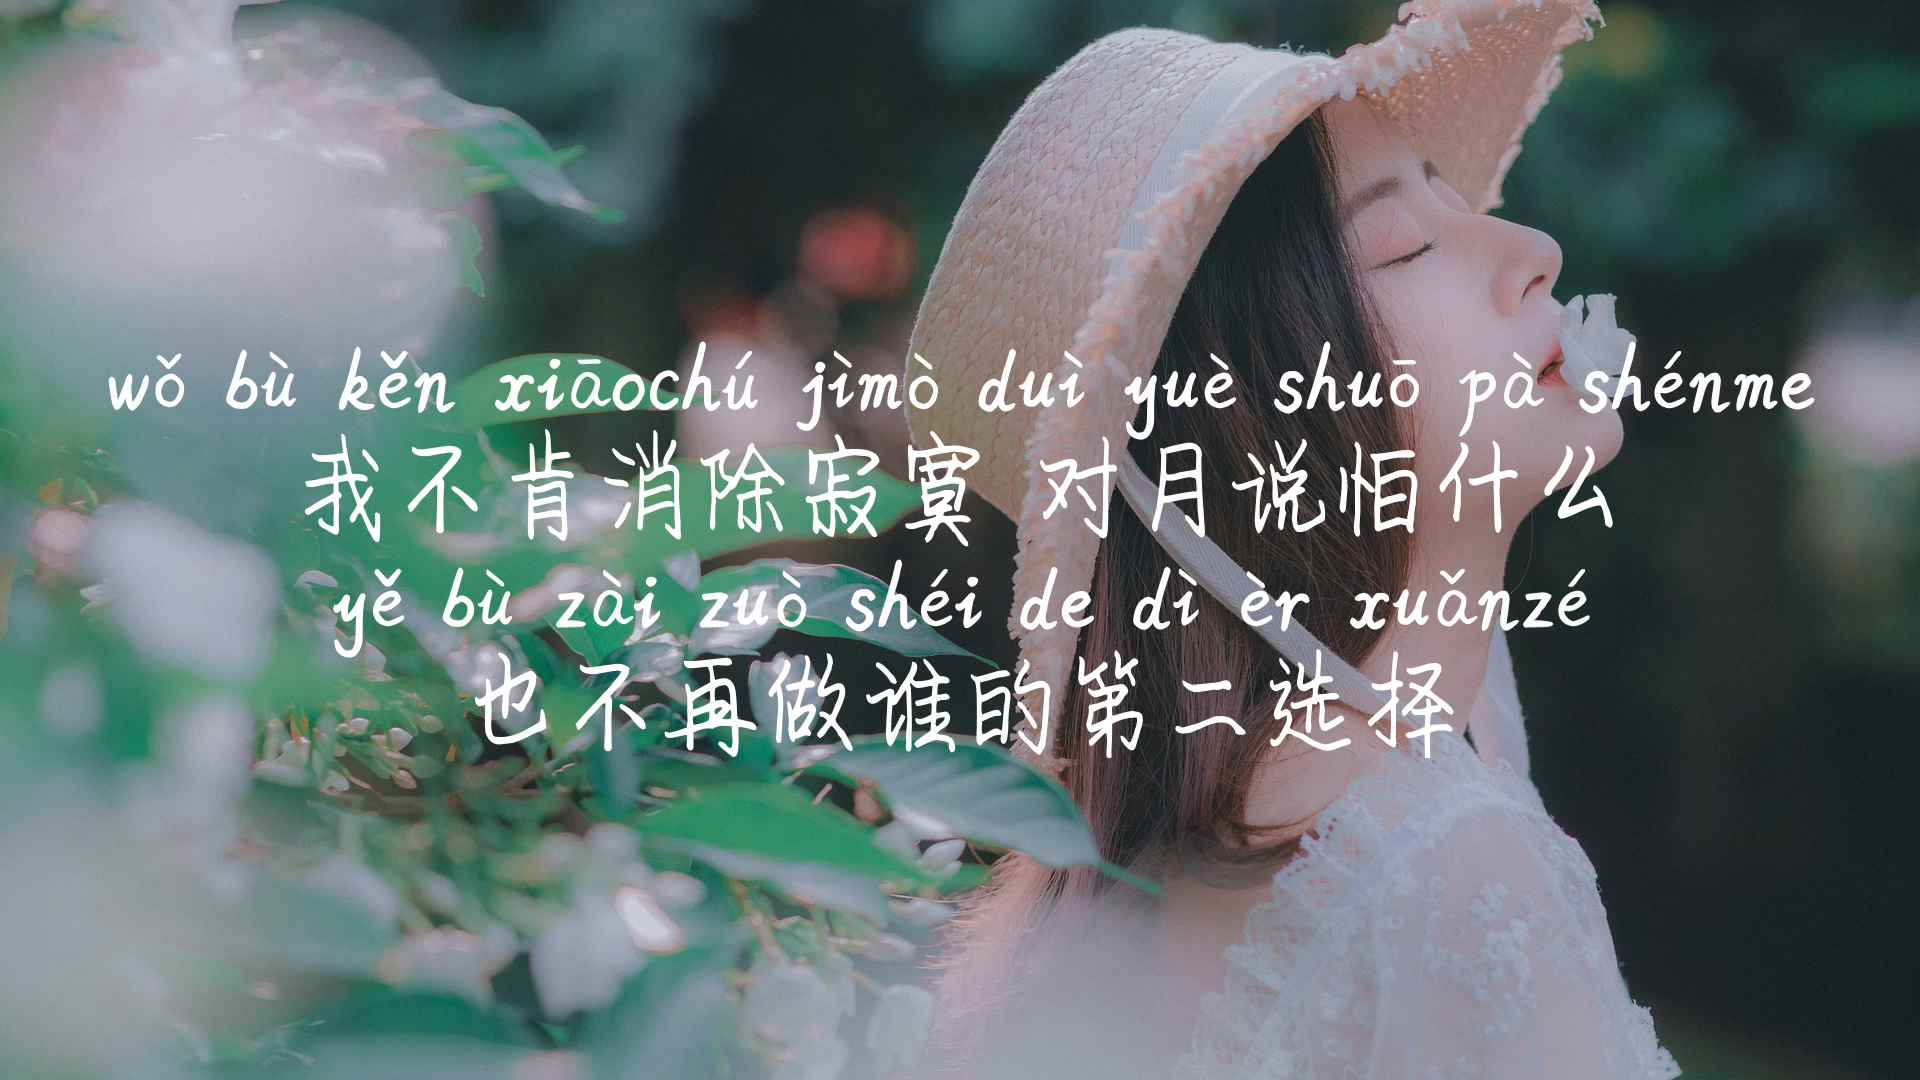 wǒ bù kěn xiāochú jìmò duì yuè shuō pà shénme
我不肯消除寂寞 对月说怕什么
yě bù zài zuò shéi de dì èr xuǎnzé
也不再做谁的第二选择